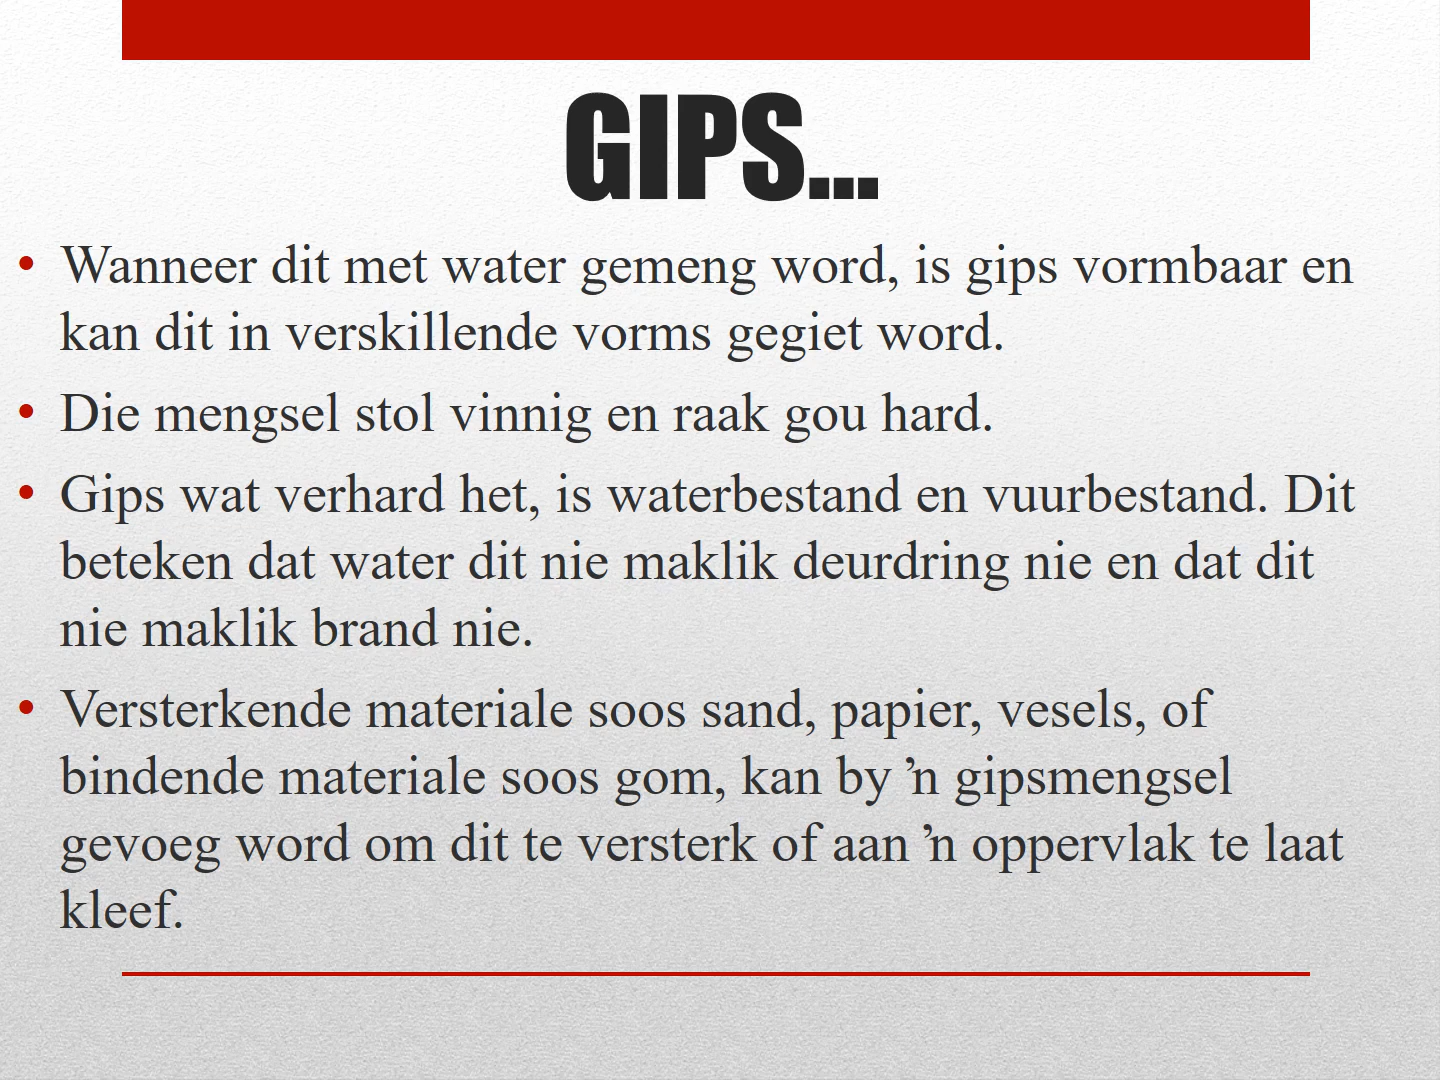 GIPS...
• Wanneer dit met water gemeng word, is gips vormbaar en
kan dit in verskillende vorms gegiet word.
• Die mengsel stol vinnig en raak gou hard.
• Gips wat verhard het, is waterbestand en vuurbestand. Dit
beteken dat water dit nie maklik deurdring nie en dat dit
nie maklik brand nie.
• Versterkende materiale soos sand, papier, vesels, of
bindende materiale soos gom, kan by ’n gipsmengsel
gevoeg word om dit te versterk of aan ’n oppervlak te laat
kleef.